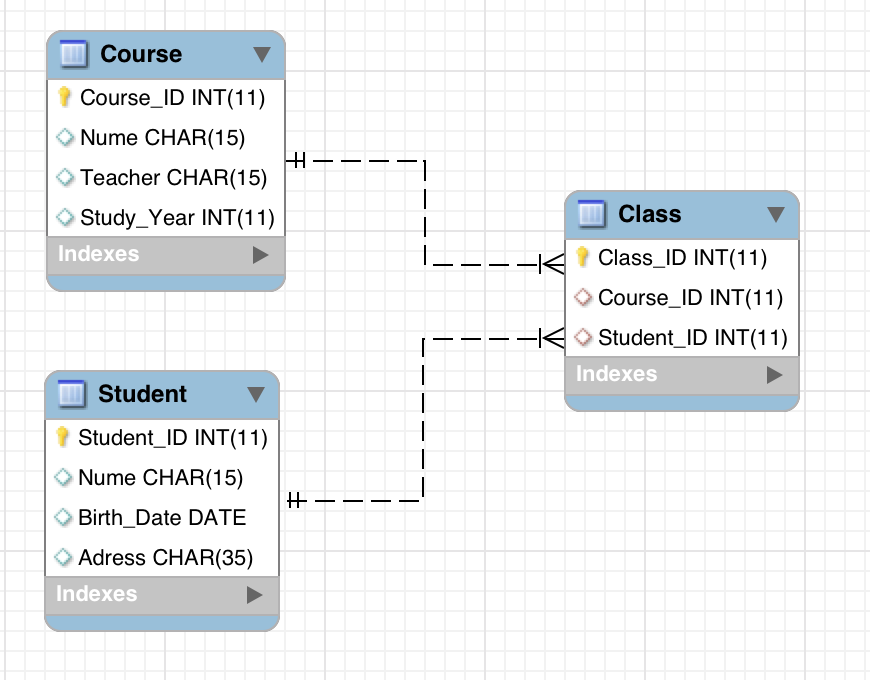 Course
Course_ID INT(11)
Nume CHAR(15)
Teacher CHAR(15)
Study_Year INT(11)
Indexes
Class
Class_ID INT(11)
Course_ID INT(11)
Student_ID INT(11)
Indexes
Student
Student_ID INT(11)
Nume CHAR(15)
Birth_Date DATE
Adress CHAR(35)
Indexes